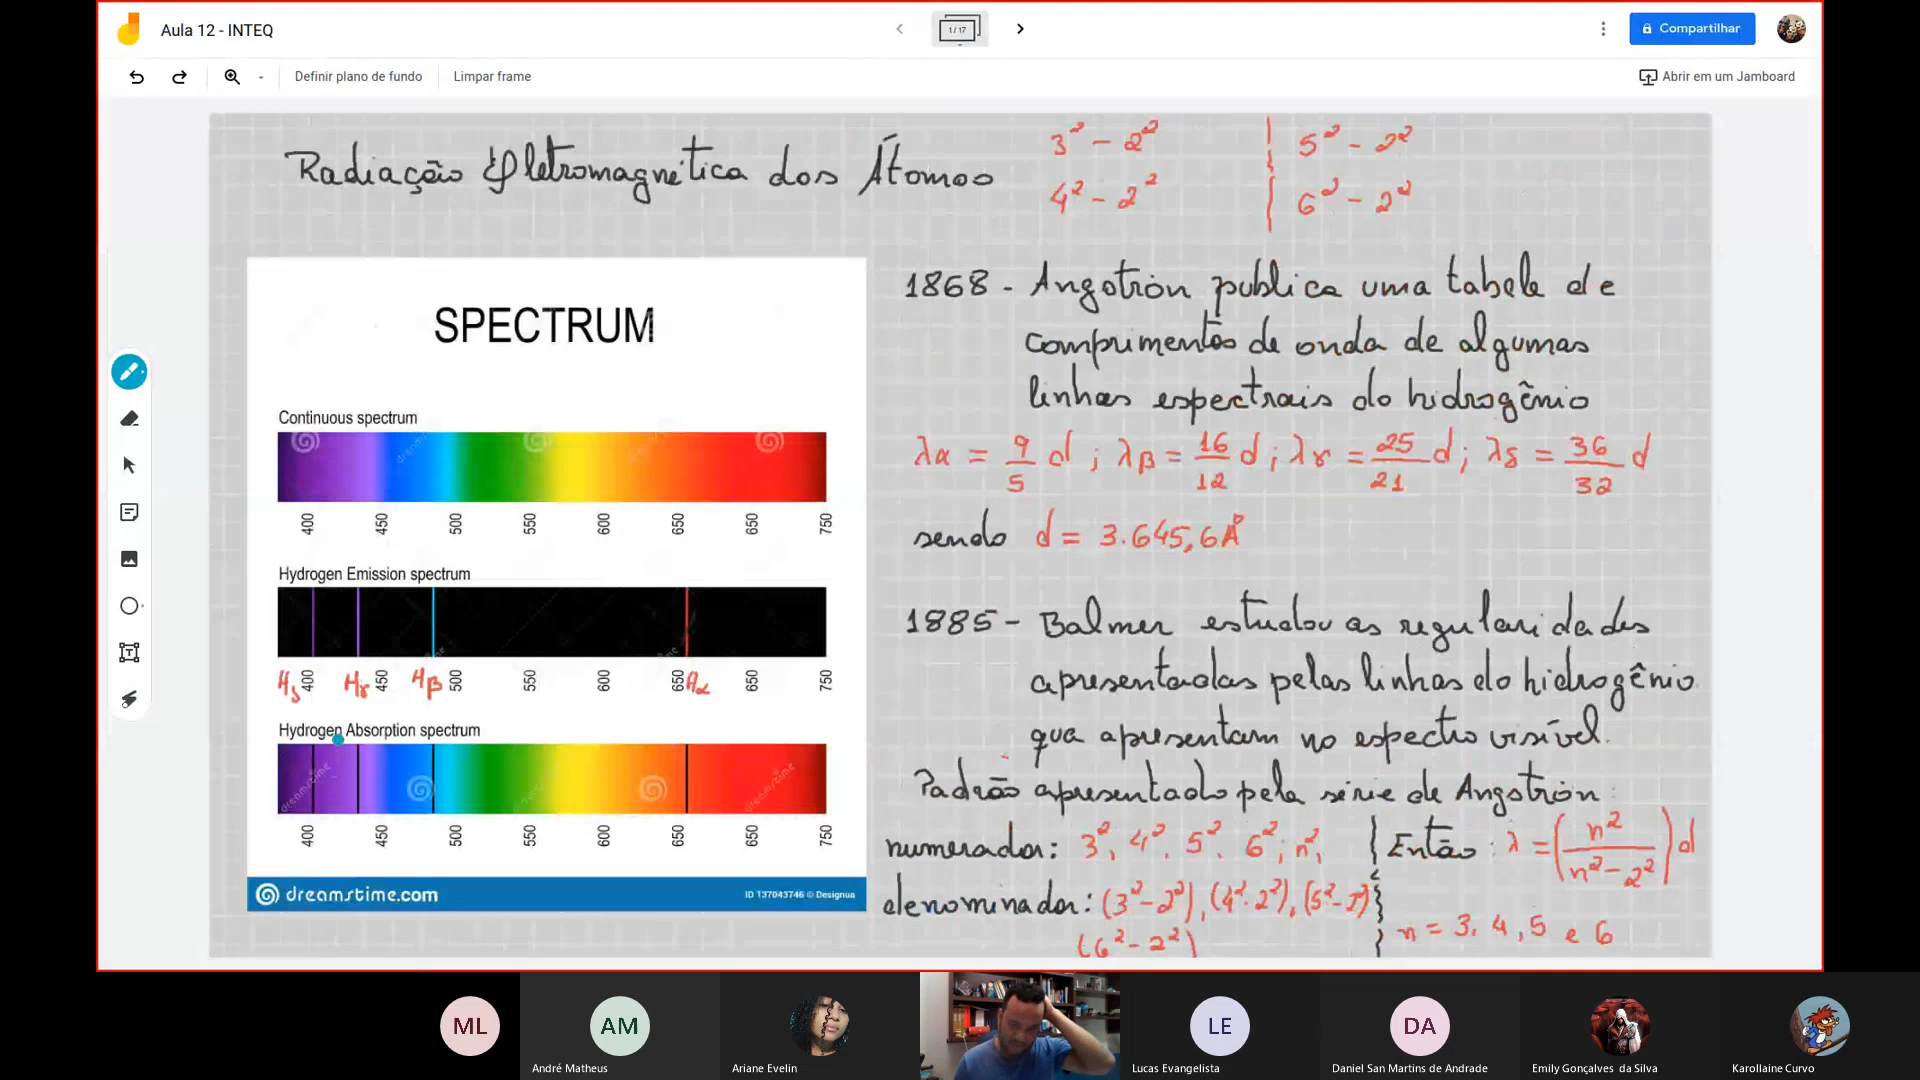 Aula 12 - INTEQ
1 / 17
Compartilhar
Definir plano de fundo
Limpar frame
Abrir em um Jamboard
Radiação Eletromagnética dos Átomos
3² - 2²
4² - 2²
5² - 2²
6² - 2²
SPECTRUM
Continuous spectrum
400 450 500 550 600 650 700 750
Hydrogen Emission spectrum
400 450 500 550 600 650 750 750
Hδ Hγ Hβ Hα
Hydrogen Absorption spectrum
400 450 500 550 600 650 750 750
dreamstime.com
ID 137043746 © Designua
1868 - Angström publica uma tabela de
comprimentos de onda de algumas
linhas espectrais do hidrogênio
λα = 9/5 d ; λβ = 16/12 d ; λγ = 25/21 d ; λδ = 36/32 d
sendo d = 3.645,6Å
1885 - Balmer estudou as regularidades
apresentadas pelas linhas do hidrogênio
que apresentam no espectro visível.
Padrão apresentado pela série de Angström:
numerador: 3², 4², 5², 6², n²,
denominador: (3²-2²), (4²-2²), (5²-2²)
(6²-2²)
Então: λ = (n²/n²-2²) d
n = 3, 4, 5 e 6
ML
AM
André Matheus
Ariane Evelin
LE
Lucas Evangelista
DA
Daniel San Martins de Andrade
Emily Gonçalves da Silva
Karollaine Curvo